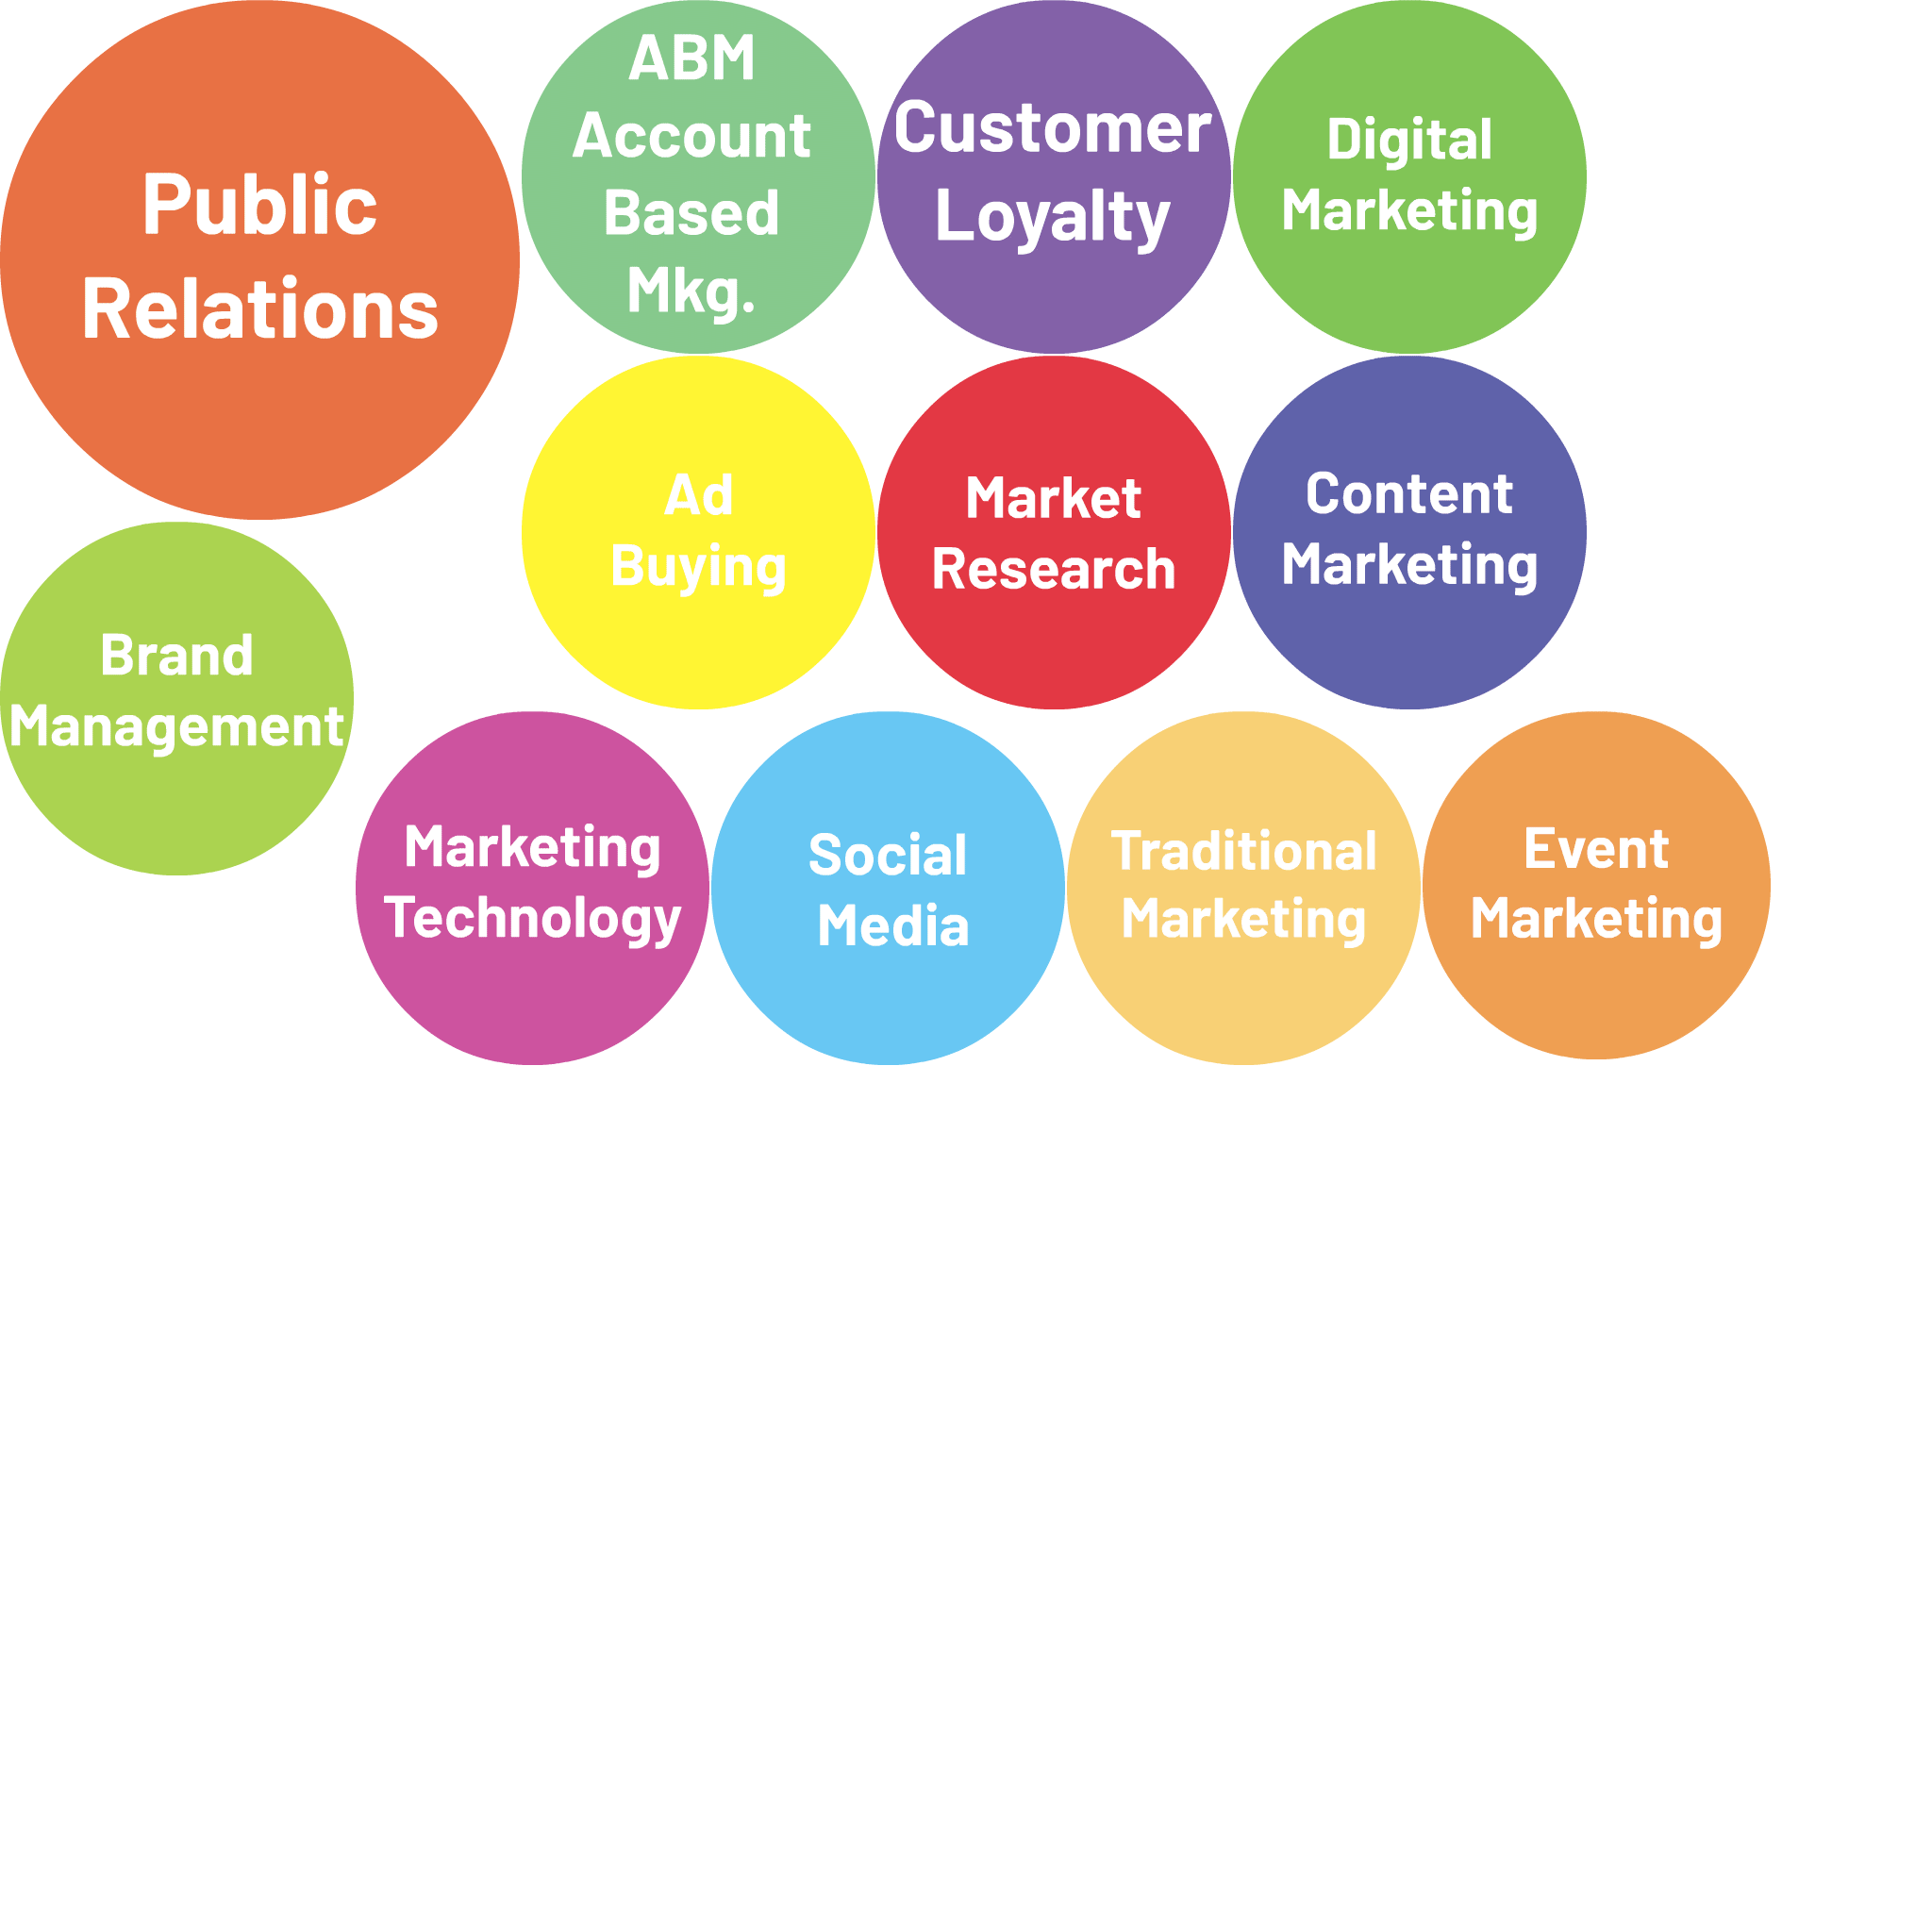 Public
Relations
ABM
Account
Based
Mkg.
Customer
Loyalty
Digital
Marketing
Ad
Buying
Market
Research
Content
Marketing
Brand
Management
Marketing
Technology
Social
Media
Traditional
Marketing
Event
Marketing